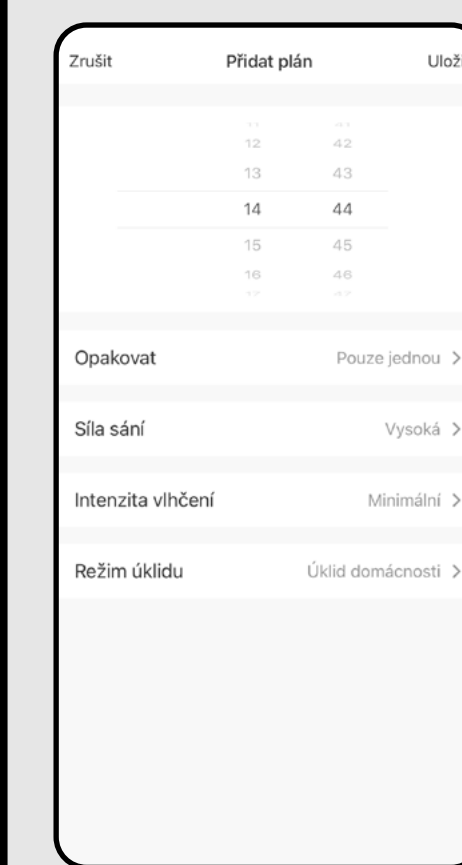 Zrušit Přidat plán Uloži
12 42
13 43
14 44
15 45
16 46
Opakovat Pouze jednou >
Síla sání Vysoká >
Intenzita vlhčení Minimální >
Režim úklidu Úklid domácnosti >